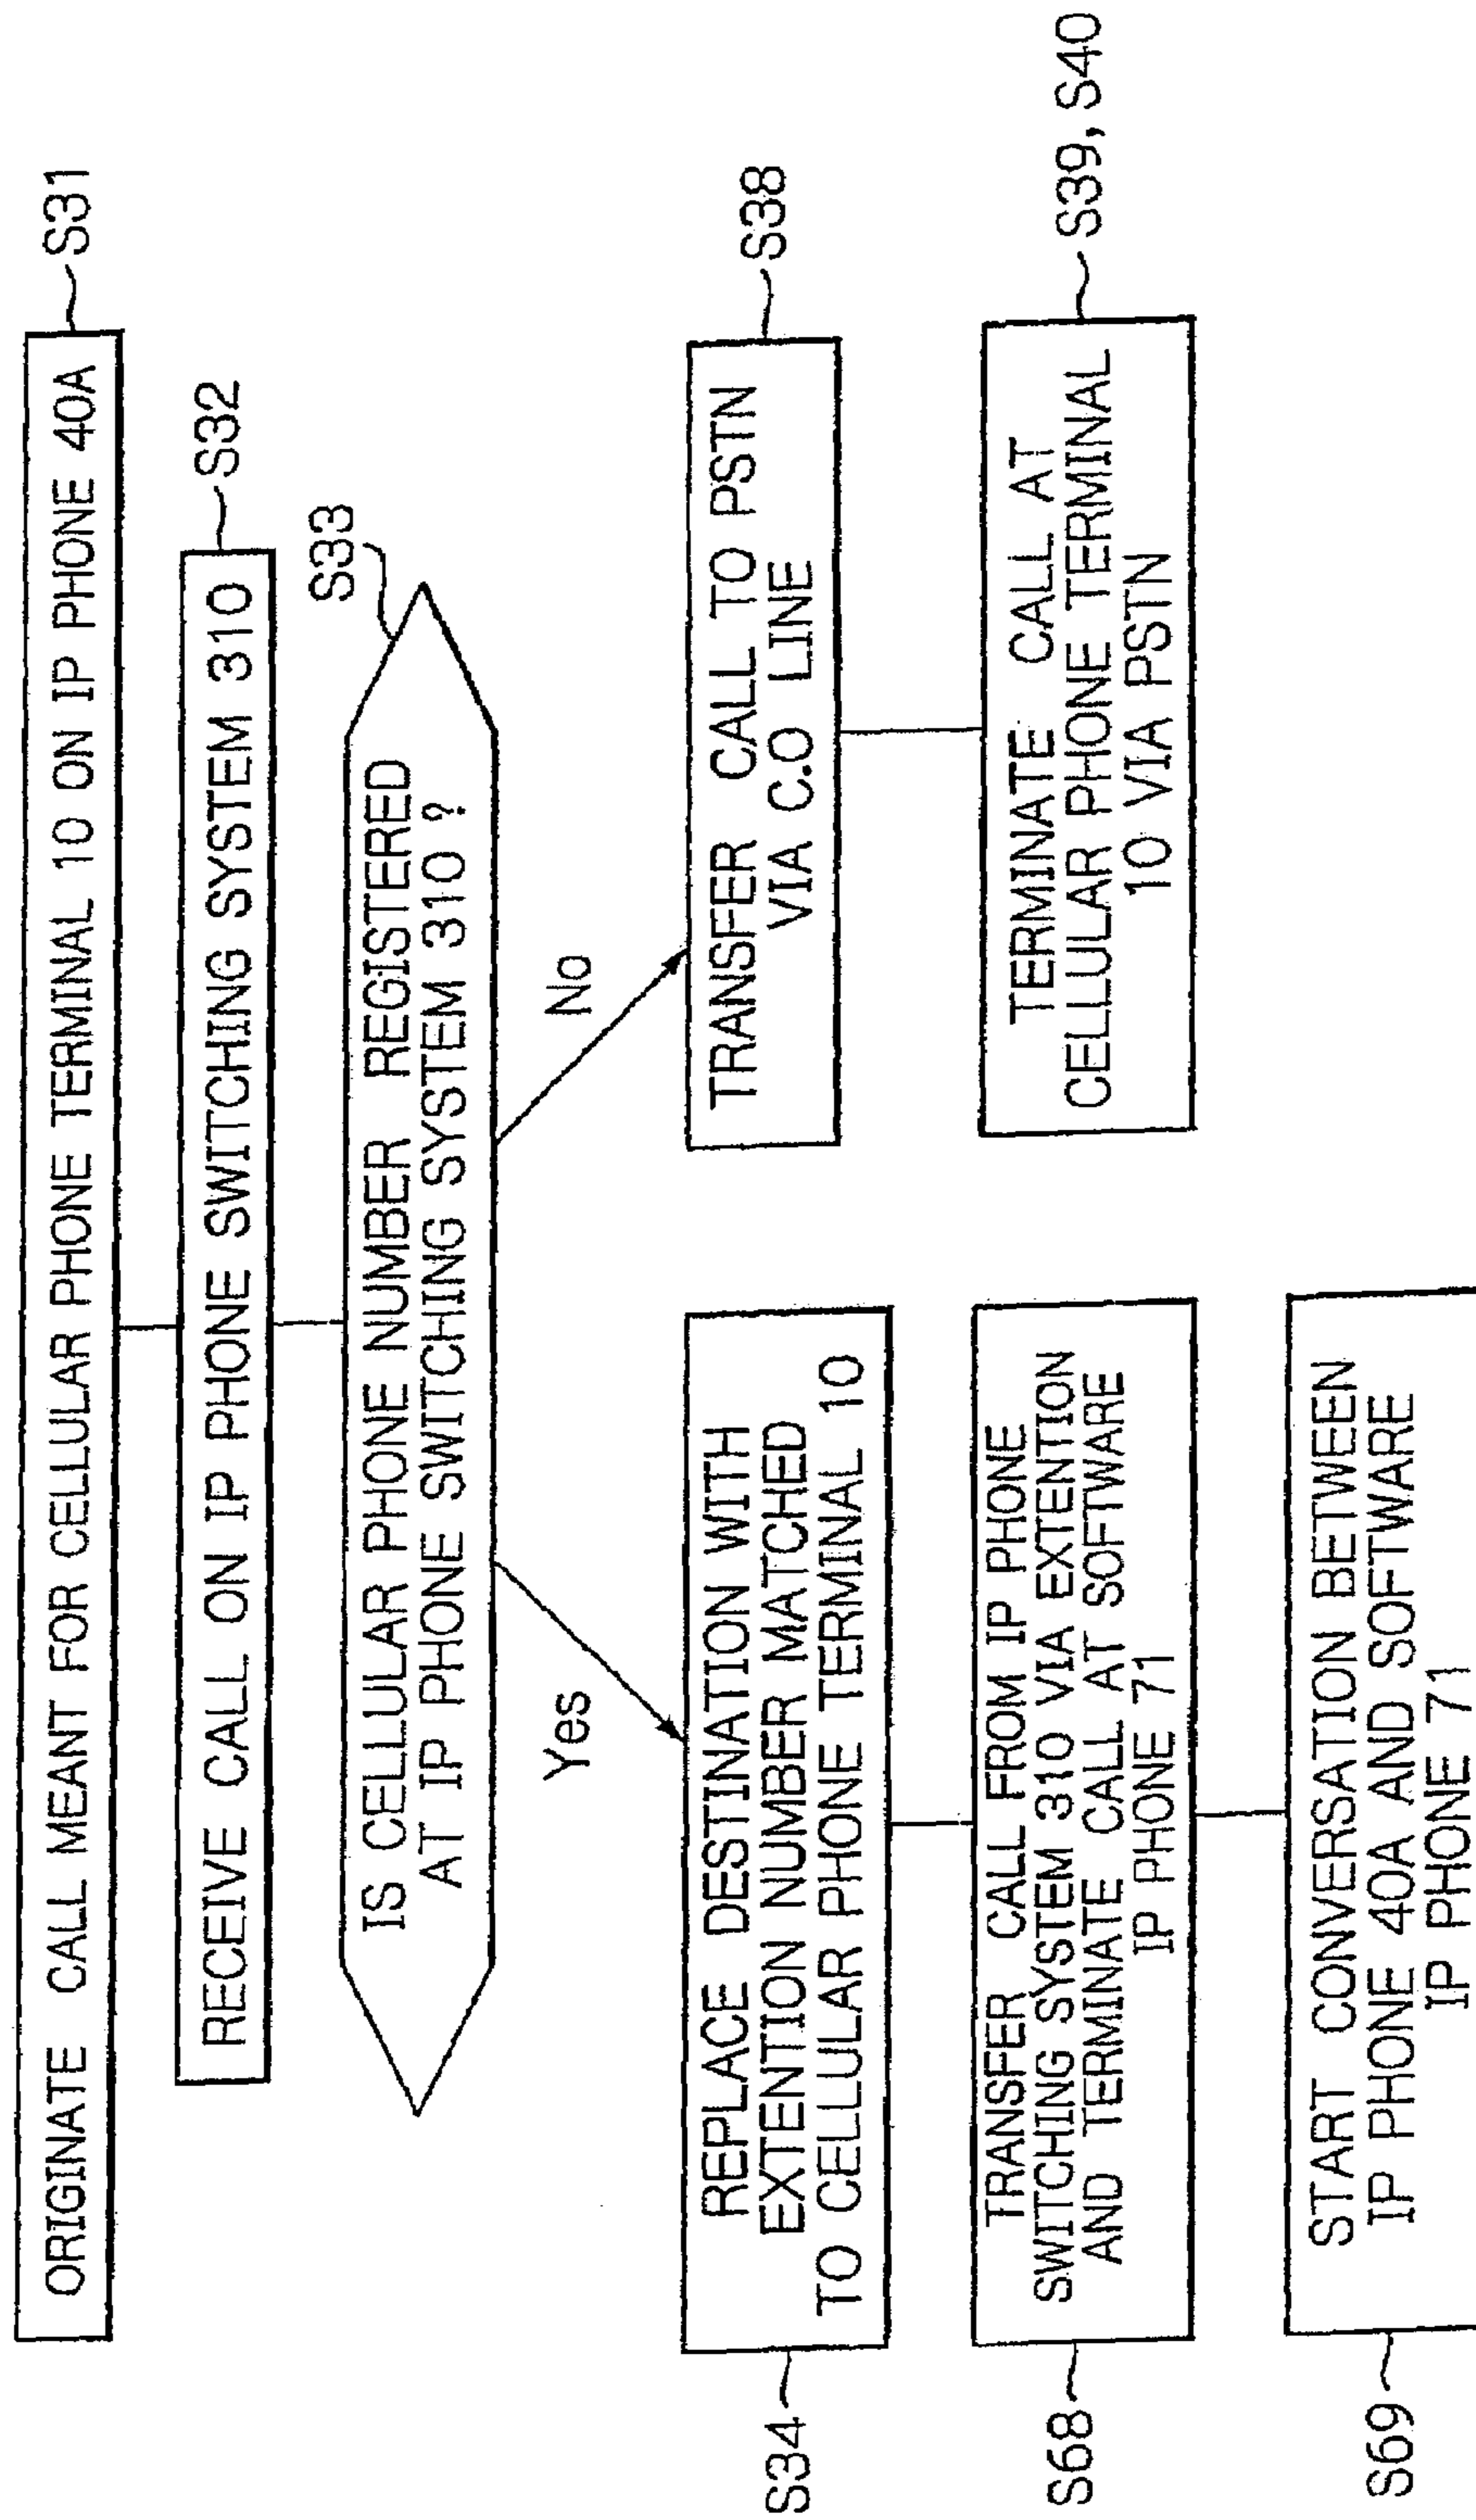 ORIGINATE CALL MEANT FOR CELLULAR PHONE TERMINAL 10 ON IP PHONE 40A
S31
RECEIVE CALL ON IP PHONE SWITCHING SYSTEM 310
S32
IS CELLULAR PHONE NUMBER REGISTERED
AT IP PHONE SWITCHING SYSTEM 310 ?
S33
Yes
No
S34
REPLACE DESTINATION WITH
EXTENTION NUMBER MATCHED
TO CELLULAR PHONE TERMINAL 10
TRANSFER CALL TO PSTN
VIA C.O LINE
S38
S68
TRANSFER CALL FROM IP PHONE
SWITCHING SYSTEM 310 VIA EXTENTION
AND TERMINATE CALL AT SOFTWARE
IP PHONE 71
TERMINATE CALL AT
CELLULAR PHONE TERMINAL
10 VIA PSTN
S39, S40
S69
START CONVERSATION BETWEEN
IP PHONE 40A AND SOFTWARE
IP PHONE 71